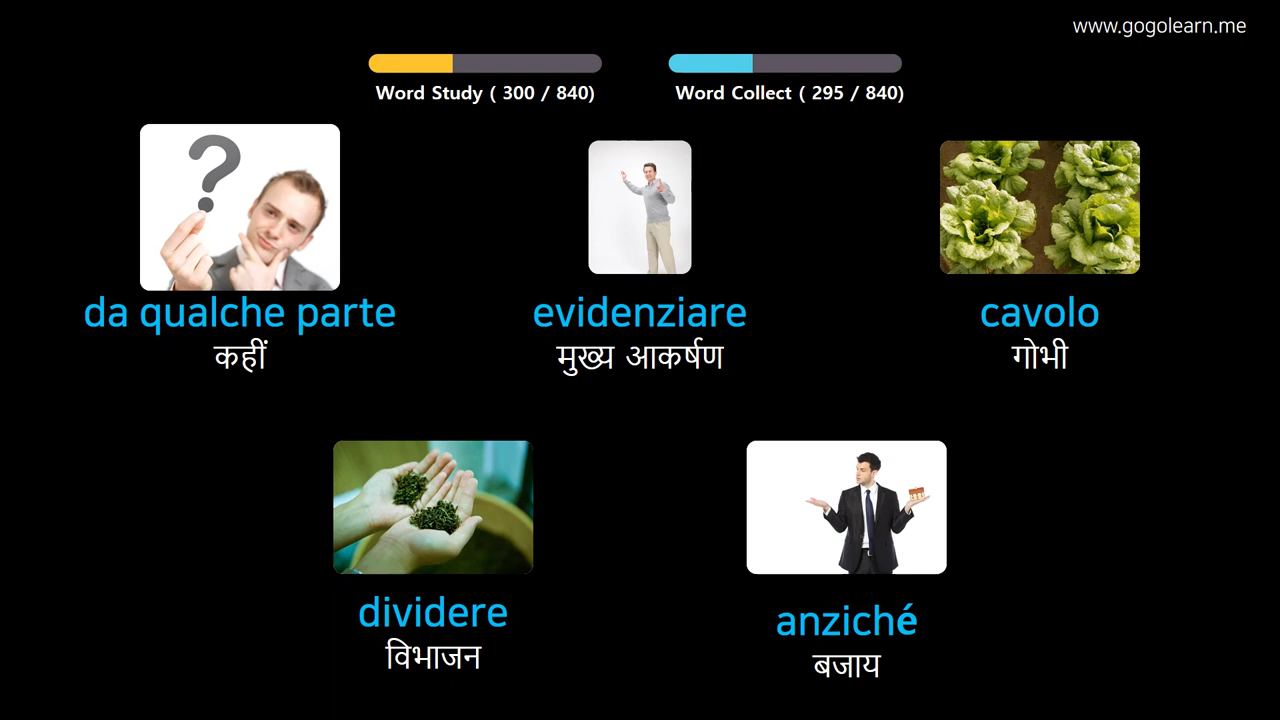 www.gogolearn.me
Word Study ( 300 / 840)
Word Collect ( 295 / 840)
da qualche parte
कहीं
evidenziare
मुख्य आकर्षण
cavolo
गोभी
dividere
विभाजन
anziché
बजाय